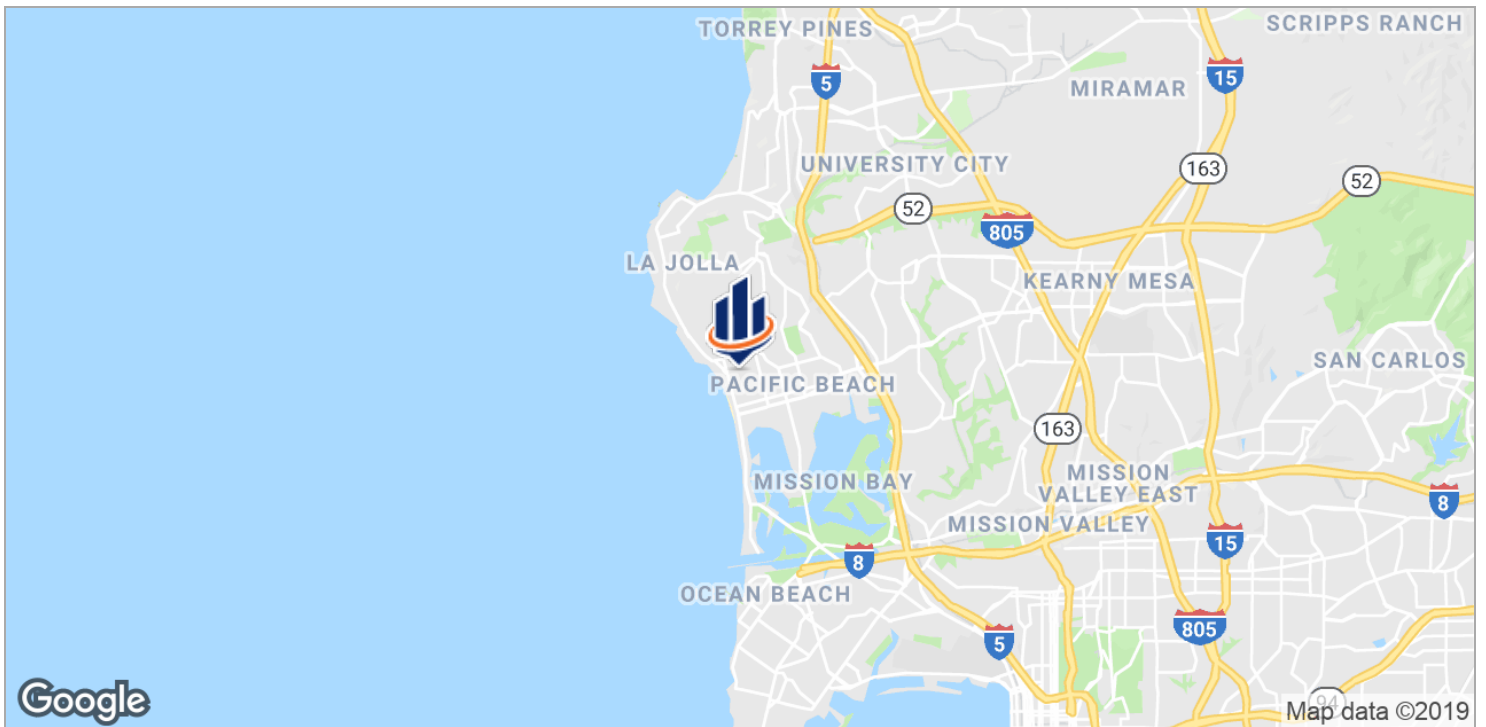 TORREY PINES
SCRIPPS RANCH
5
15
MIRAMAR
UNIVERSITY CITY
163
52
52
805
LA JOLLA
KEARNY MESA
SAN CARLOS
PACIFIC BEACH
163
MISSION BAY
MISSION
VALLEY EAST
8
MISSION VALLEY
15
8
OCEAN BEACH
805
5
94
Google
Map data ©2019